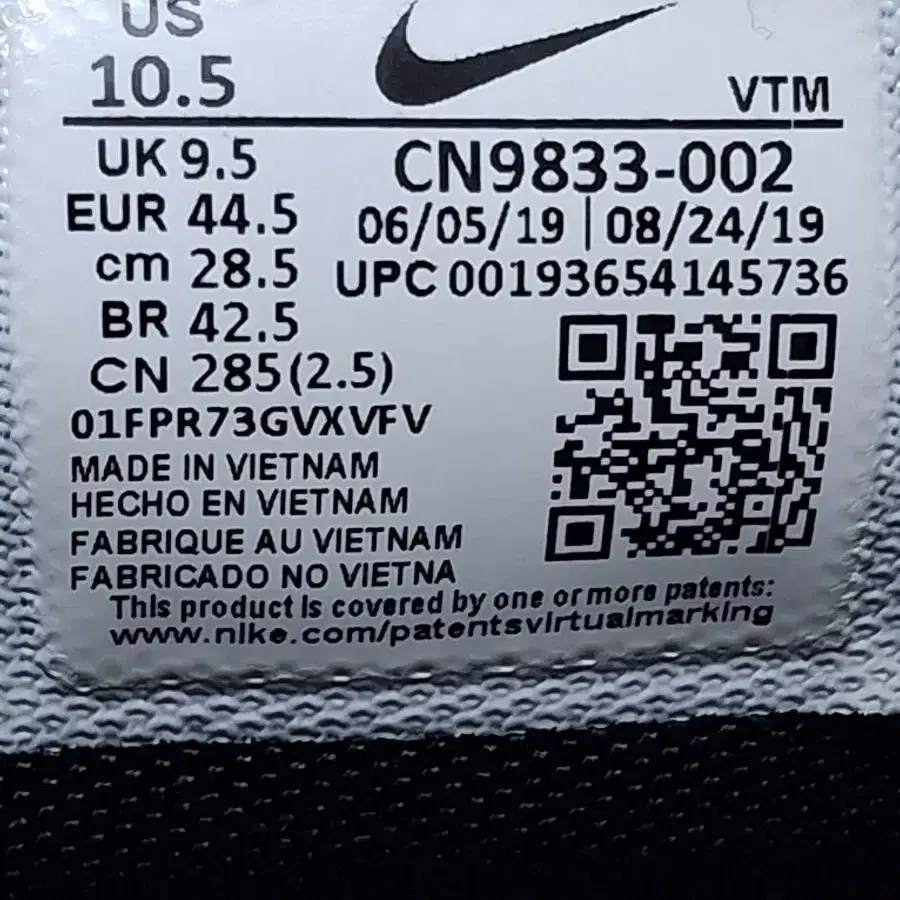 US
10.5
VTM
UK 9.5
CN9833-002
EUR 44.5
06/05/19 | 08/24/19
cm 28.5
UPC 00193654145736
BR 42.5
CN 285(2.5)
01FPR73GVXVFV
MADE IN VIETNAM
HECHO EN VIETNAM
FABRIQUE AU VIETNAM
FABRICADO NO VIETNA
This product is covered by one or more patents:
www.nike.com/patentsvirtualmarking